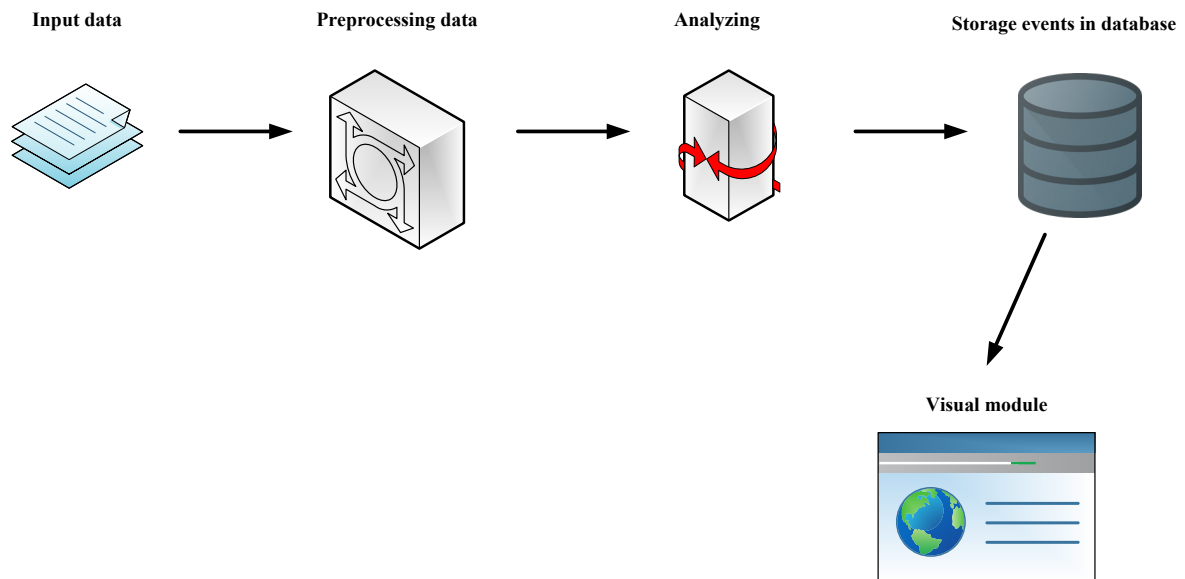 Input data
Preprocessing data
Analyzing
Storage events in database
Visual module